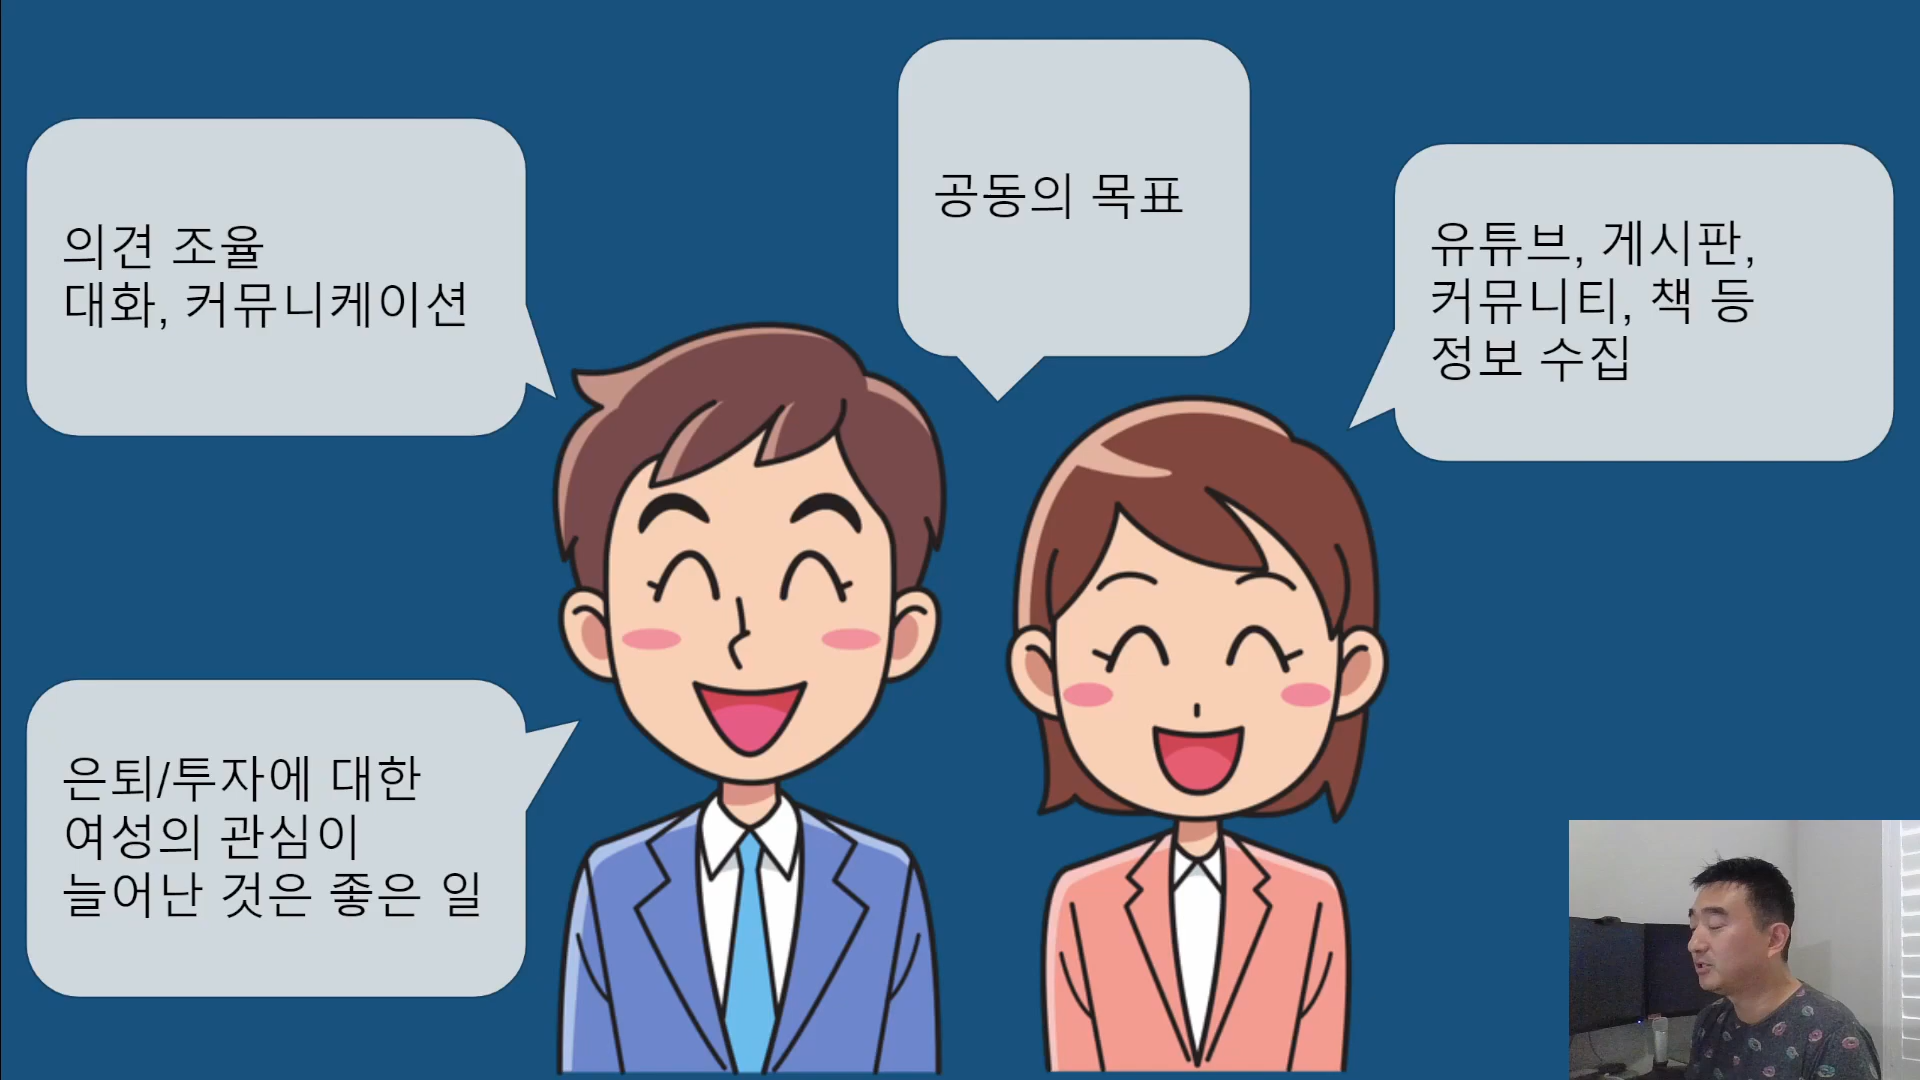 의견 조율
대화, 커뮤니케이션
공동의 목표
유튜브, 게시판,
커뮤니티, 책 등
정보 수집
은퇴/투자에 대한
여성의 관심이
늘어난 것은 좋은 일